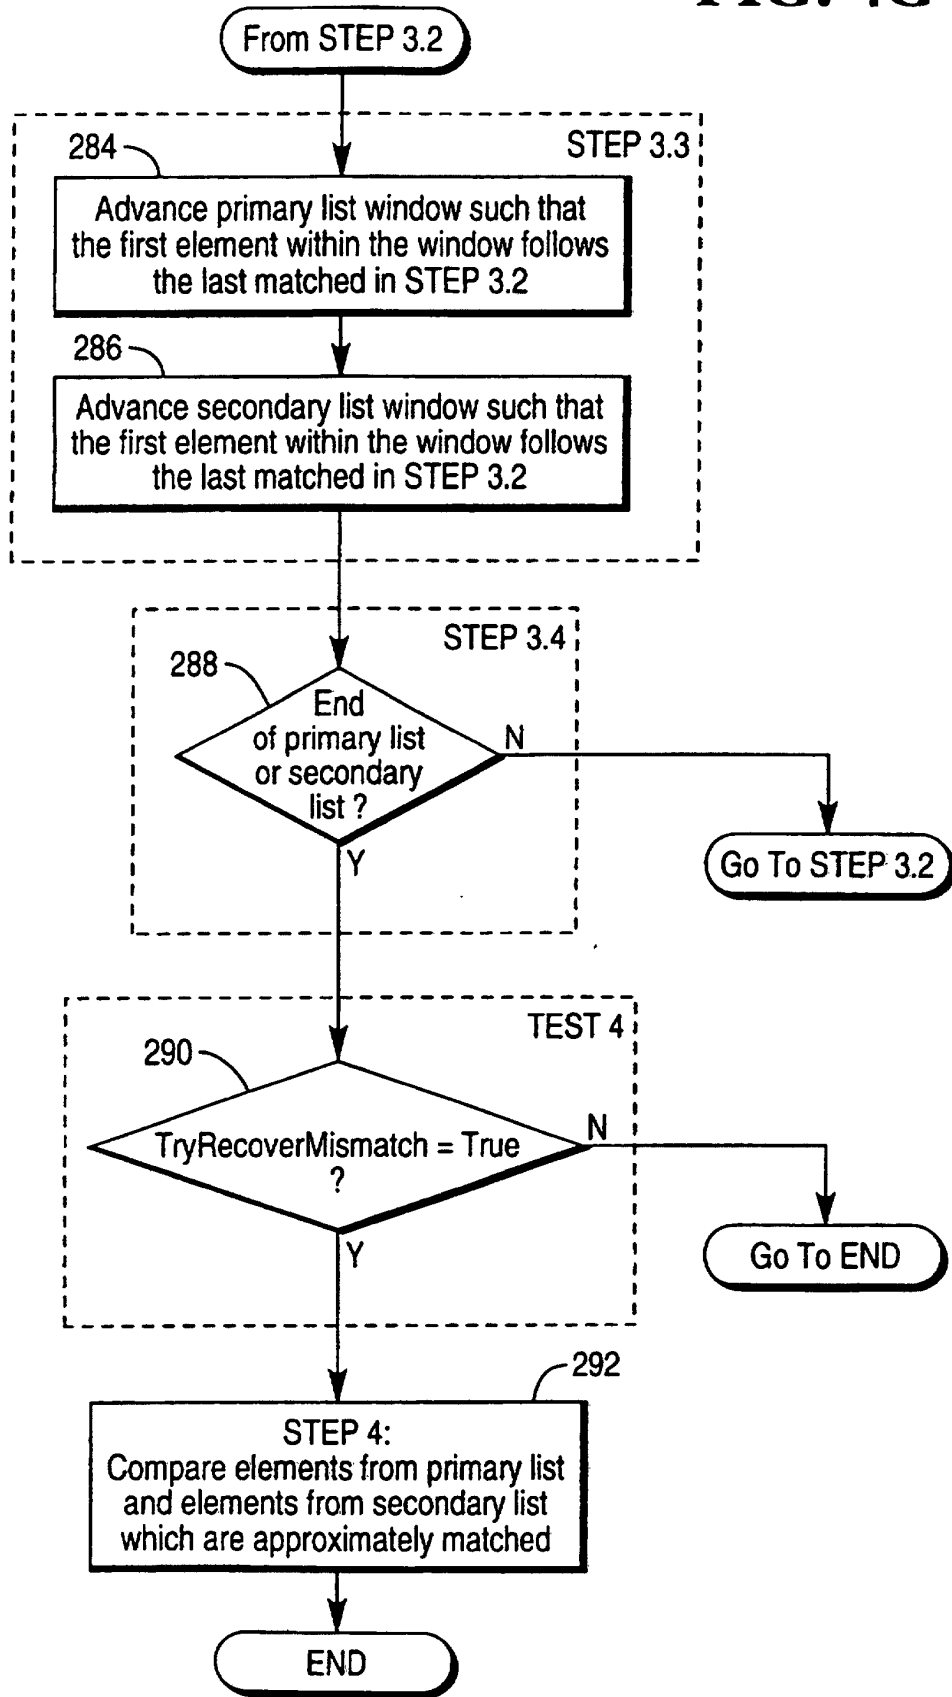 From STEP 3.2
STEP 3.3
284
Advance primary list window such that
the first element within the window follows
the last matched in STEP 3.2
286
Advance secondary list window such that
the first element within the window follows
the last matched in STEP 3.2
STEP 3.4
288
End
of primary list
or secondary
list ?
N
Y
Go To STEP 3.2
TEST 4
290
TryRecoverMismatch = True
?
N
Y
Go To END
292
STEP 4:
Compare elements from primary list
and elements from secondary list
which are approximately matched
END